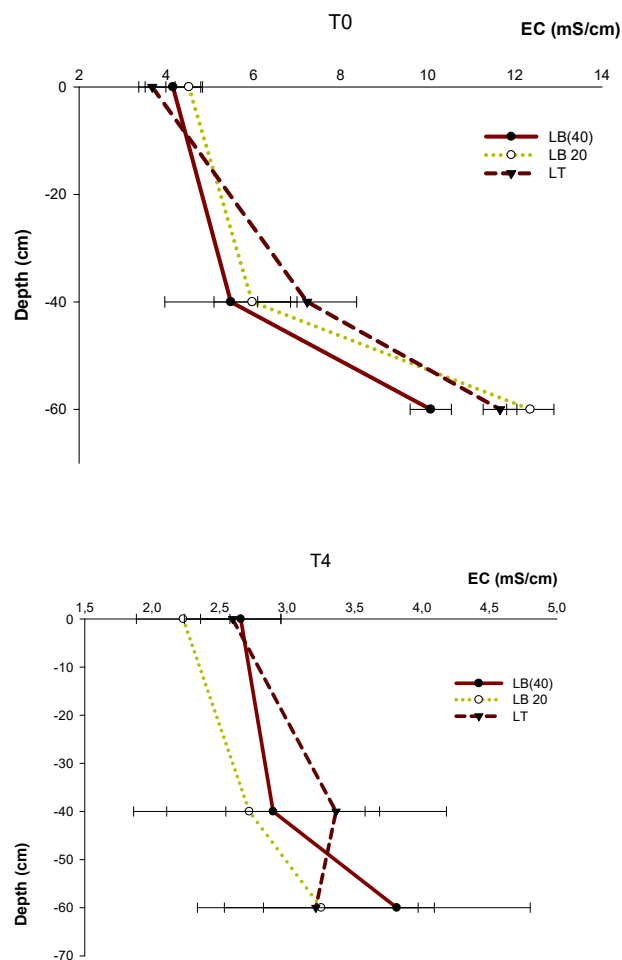 T0
EC (mS/cm)
2 4 6 8 10 12 14
0
-20
-40
-60
Depth (cm)
LB(40)
LB 20
LT
T4
EC (mS/cm)
1,5 2,0 2,5 3,0 3,5 4,0 4,5 5,0
0
-10
-20
-30
-40
-50
-60
-70
Depth (cm)
LB(40)
LB 20
LT